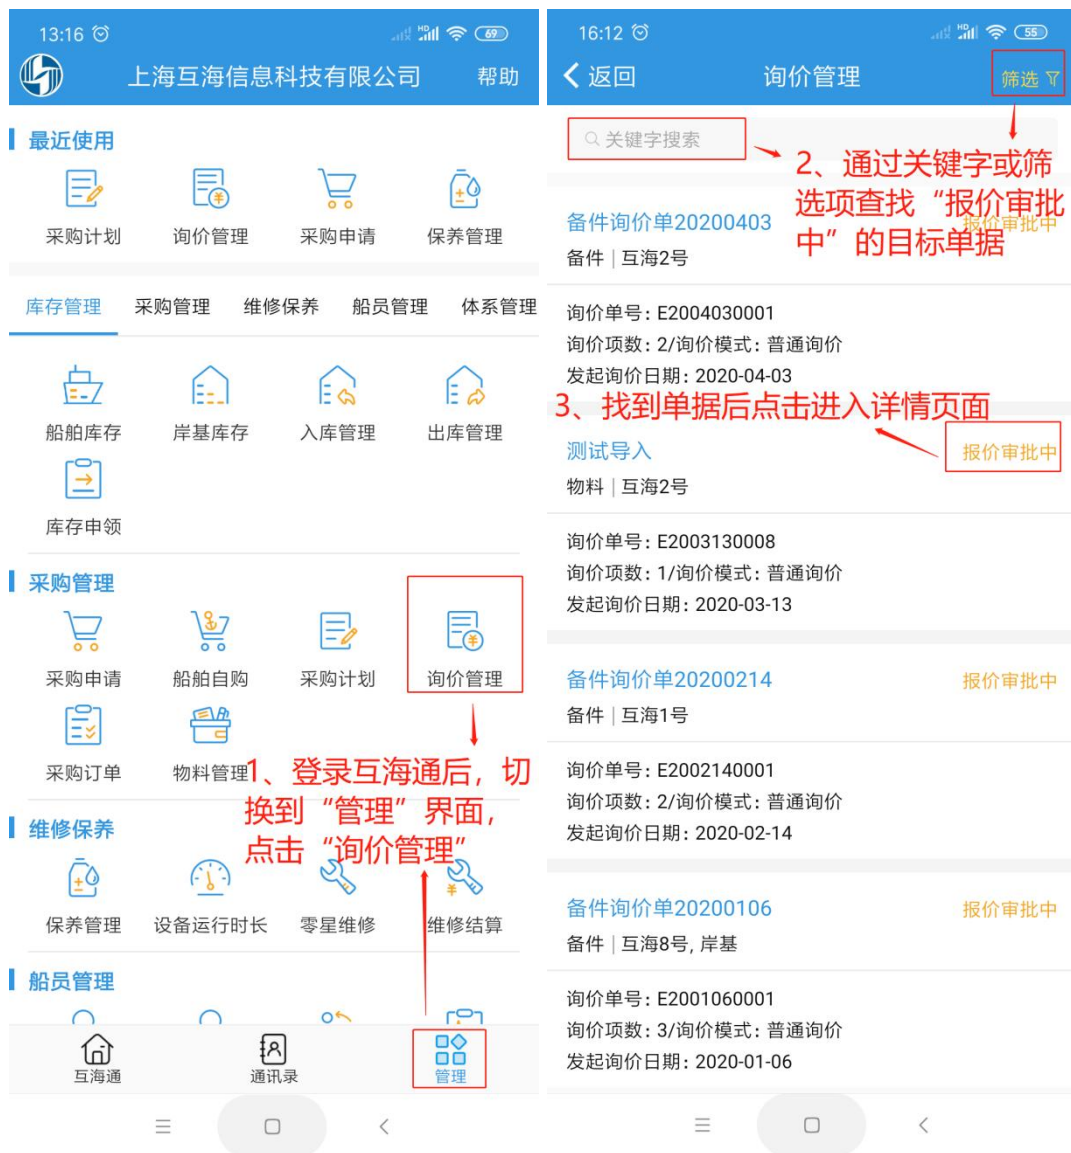 13:16
HD
69
上海互海信息科技有限公司
帮助
最近使用
采购计划
询价管理
采购申请
保养管理
库存管理
采购管理
维修保养
船员管理
体系管理
船舶库存
岸基库存
入库管理
出库管理
库存申领
采购管理
采购申请
船舶自购
采购计划
询价管理
采购订单
物料管理
1、登录互海通后，切
换到“管理”界面，
点击“询价管理”
维修保养
保养管理
设备运行时长
零星维修
维修结算
船员管理
互海通
通讯录
管理
16:12
HD
55
返回
询价管理
筛选
关键字搜索
2、通过关键字或筛
选项查找“报价审批
中”的目标单据
备件询价单20200403
报价审批中
备件 | 互海2号
询价单号: E2004030001
询价项数: 2/询价模式: 普通询价
发起询价日期: 2020-04-03
3、找到单据后点击进入详情页面
测试导入
报价审批中
物料 | 互海2号
询价单号: E2003130008
询价项数: 1/询价模式: 普通询价
发起询价日期: 2020-03-13
备件询价单20200214
报价审批中
备件 | 互海1号
询价单号: E2002140001
询价项数: 2/询价模式: 普通询价
发起询价日期: 2020-02-14
备件询价单20200106
报价审批中
备件 | 互海8号, 岸基
询价单号: E2001060001
询价项数: 3/询价模式: 普通询价
发起询价日期: 2020-01-06